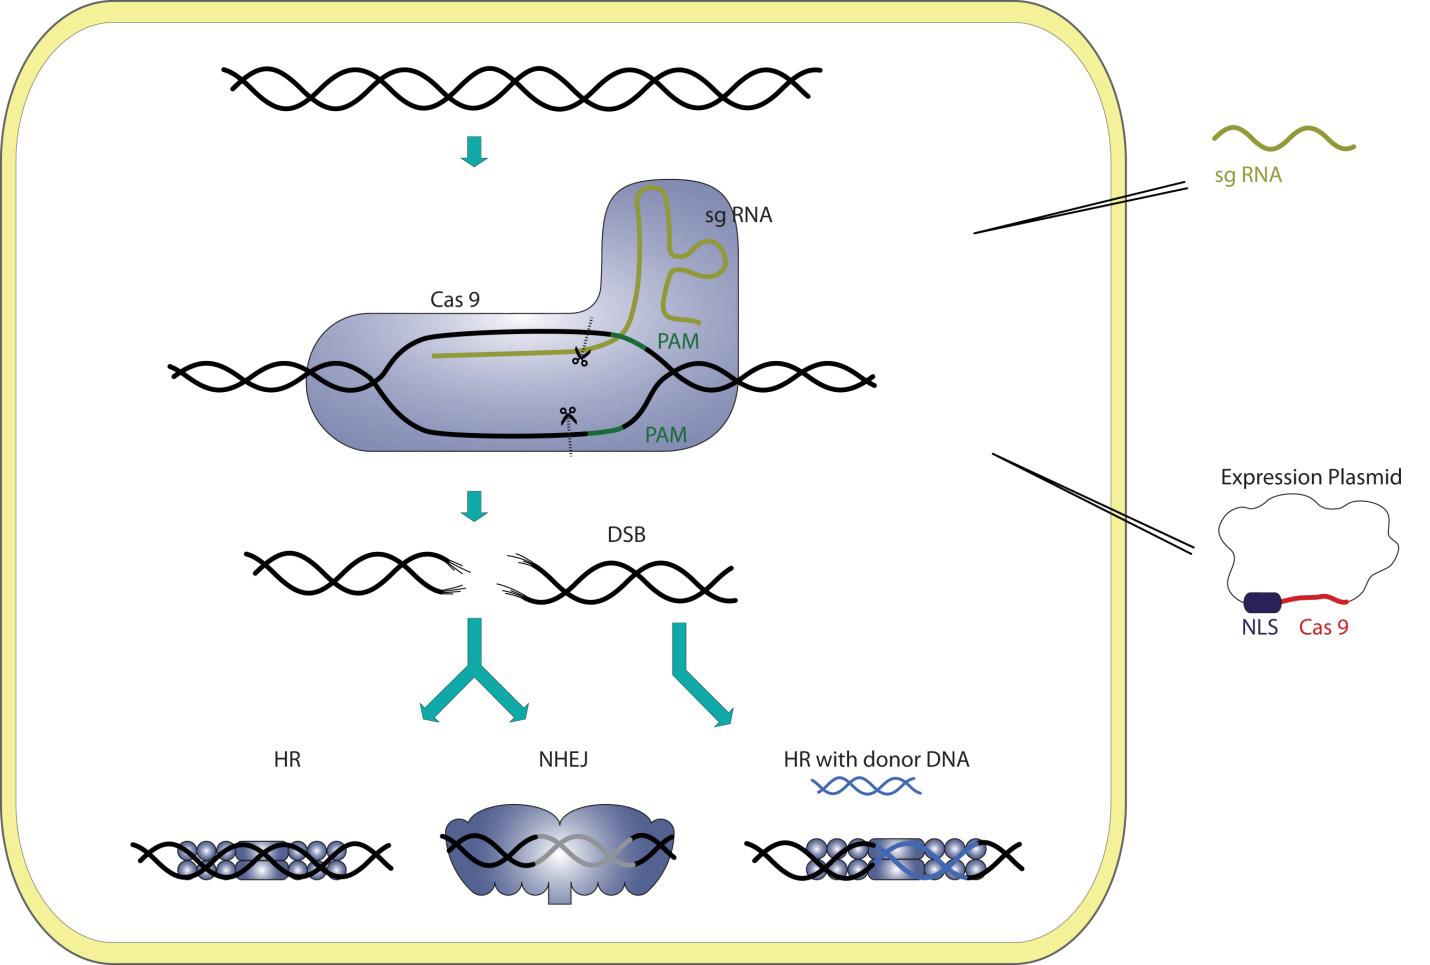 sg RNA
sg RNA
Cas 9
PAM
PAM
Expression Plasmid
NLS
Cas 9
DSB
HR
NHEJ
HR with donor DNA